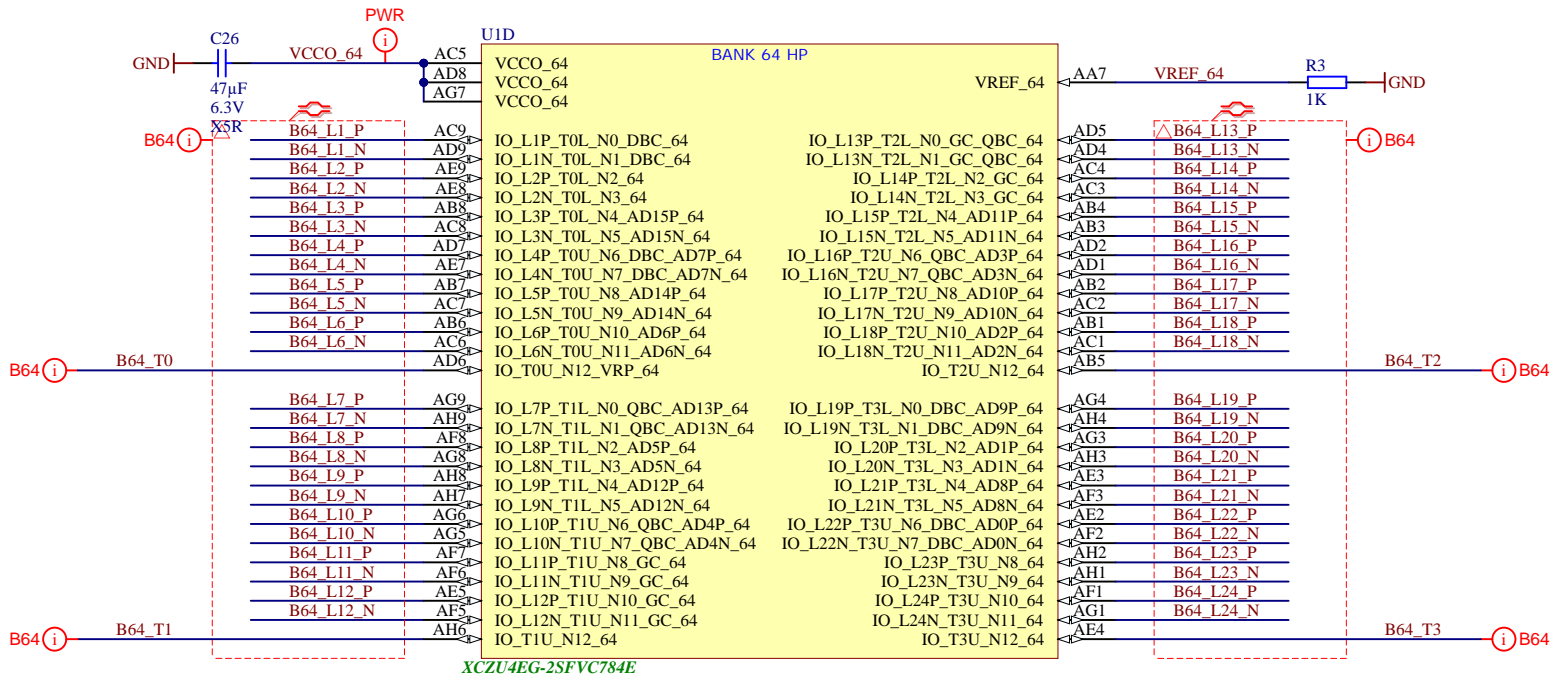 PWR
C26
GND
VCCO_64
47µF
6.3V
X5R
U1D
BANK 64 HP
AC5 VCCO_64
AD8 VCCO_64
AG7 VCCO_64
VREF_64 AA7 VREF_64
R3
1K
GND
B64
B64_L1_P AC9 IO_L1P_T0L_N0_DBC_64
B64_L1_N AD9 IO_L1N_T0L_N1_DBC_64
B64_L2_P AE9 IO_L2P_T0L_N2_64
B64_L2_N AE8 IO_L2N_T0L_N3_64
B64_L3_P AB8 IO_L3P_T0L_N4_AD15P_64
B64_L3_N AC8 IO_L3N_T0L_N5_AD15N_64
B64_L4_P AD7 IO_L4P_T0U_N6_DBC_AD7P_64
B64_L4_N AE7 IO_L4N_T0U_N7_DBC_AD7N_64
B64_L5_P AB7 IO_L5P_T0U_N8_AD14P_64
B64_L5_N AC7 IO_L5N_T0U_N9_AD14N_64
B64_L6_P AB6 IO_L6P_T0U_N10_AD6P_64
B64_L6_N AC6 IO_L6N_T0U_N11_AD6N_64
B64 i B64_T0 AD6 IO_T0U_N12_VRP_64
B64_L7_P AG9 IO_L7P_T1L_N0_QBC_AD13P_64
B64_L7_N AH9 IO_L7N_T1L_N1_QBC_AD13N_64
B64_L8_P AF8 IO_L8P_T1L_N2_AD5P_64
B64_L8_N AG8 IO_L8N_T1L_N3_AD5N_64
B64_L9_P AH8 IO_L9P_T1L_N4_AD12P_64
B64_L9_N AH7 IO_L9N_T1L_N5_AD12N_64
B64_L10_P AG6 IO_L10P_T1U_N6_QBC_AD4P_64
B64_L10_N AG5 IO_L10N_T1U_N7_QBC_AD4N_64
B64_L11_P AF7 IO_L11P_T1U_N8_GC_64
B64_L11_N AF6 IO_L11N_T1U_N9_GC_64
B64_L12_P AE5 IO_L12P_T1U_N10_GC_64
B64_L12_N AF5 IO_L12N_T1U_N11_GC_64
B64 i B64_T1 AH6 IO_T1U_N12_64
IO_L13P_T2L_N0_GC_QBC_64 AD5 B64_L13_P
i B64
IO_L13N_T2L_N1_GC_QBC_64 AD4 B64_L13_N
IO_L14P_T2L_N2_GC_64 AC4 B64_L14_P
IO_L14N_T2L_N3_GC_64 AC3 B64_L14_N
IO_L15P_T2L_N4_AD11P_64 AB4 B64_L15_P
IO_L15N_T2L_N5_AD11N_64 AB3 B64_L15_N
IO_L16P_T2U_N6_QBC_AD3P_64 AD2 B64_L16_P
IO_L16N_T2U_N7_QBC_AD3N_64 AD1 B64_L16_N
IO_L17P_T2U_N8_AD10P_64 AB2 B64_L17_P
IO_L17N_T2U_N9_AD10N_64 AC2 B64_L17_N
IO_L18P_T2U_N10_AD2P_64 AB1 B64_L18_P
IO_L18N_T2U_N11_AD2N_64 AC1 B64_L18_N
IO_T2U_N12_64 AB5 B64_T2 i B64
IO_L19P_T3L_N0_DBC_AD9P_64 AG4 B64_L19_P
IO_L19N_T3L_N1_DBC_AD9N_64 AH4 B64_L19_N
IO_L20P_T3L_N2_AD1P_64 AG3 B64_L20_P
IO_L20N_T3L_N3_AD1N_64 AH3 B64_L20_N
IO_L21P_T3L_N4_AD8P_64 AE3 B64_L21_P
IO_L21N_T3L_N5_AD8N_64 AF3 B64_L21_N
IO_L22P_T3U_N6_DBC_AD0P_64 AE2 B64_L22_P
IO_L22N_T3U_N7_DBC_AD0N_64 AF2 B64_L22_N
IO_L23P_T3U_N8_64 AH2 B64_L23_P
IO_L23N_T3U_N9_64 AH1 B64_L23_N
IO_L24P_T3U_N10_64 AF1 B64_L24_P
IO_L24N_T3U_N11_64 AG1 B64_L24_N
IO_T3U_N12_64 AE4 B64_T3 i B64
XCZU4EG-2SFVC784E